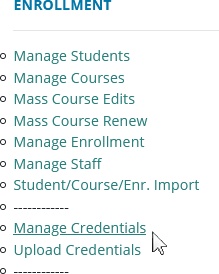 ENROLLMENT
Manage Students
Manage Courses
Mass Course Edits
Mass Course Renew
Manage Enrollment
Manage Staff
Student/Course/Enr. Import
------------
Manage Credentials
Upload Credentials
------------